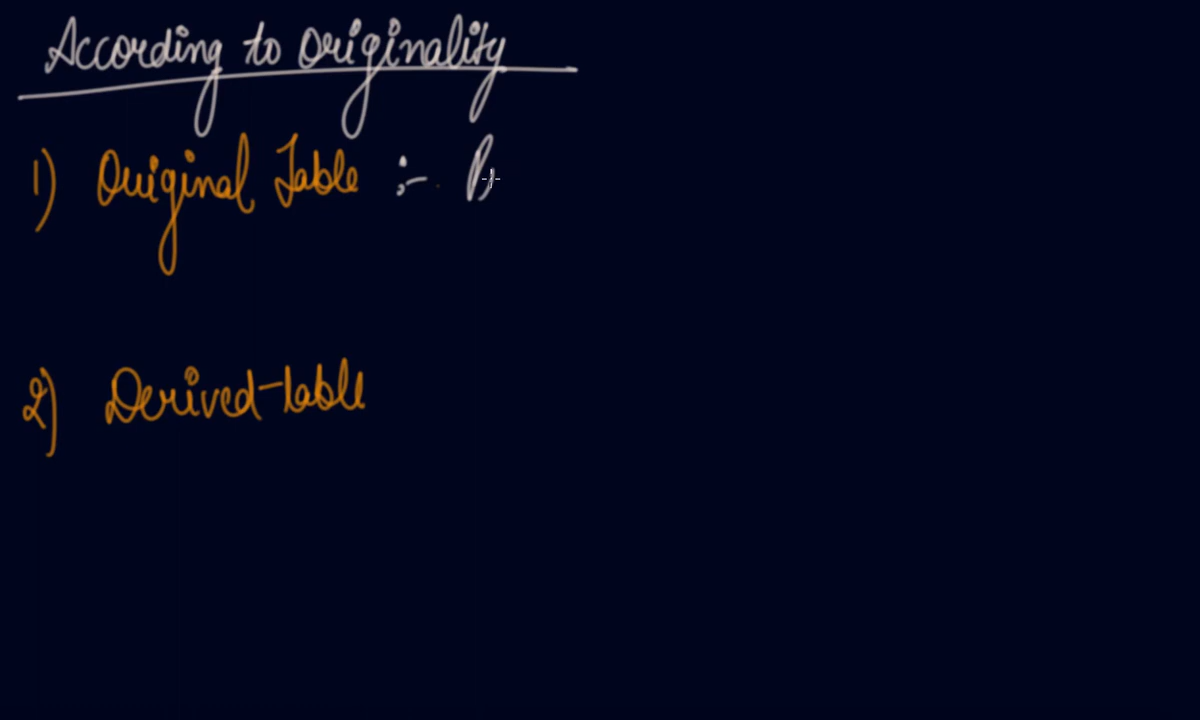 According to originality
1) Original Table :-
2) Derived-table